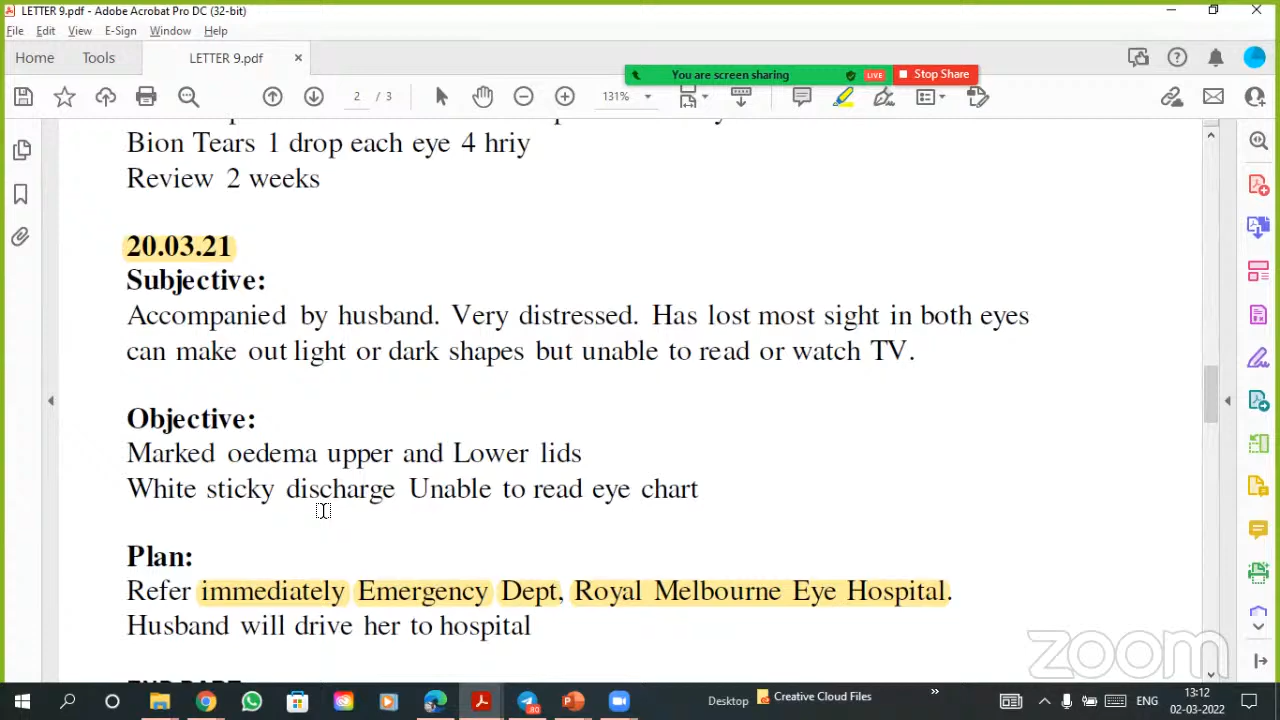 LETTER 9.pdf - Adobe Acrobat Pro DC (32-bit)
File Edit View E-Sign Window Help
Home Tools LETTER 9.pdf ×
You are screen sharing LIVE Stop Share
2 / 3 131%
Bion Tears 1 drop each eye 4 hriy
Review 2 weeks
20.03.21
Subjective:
Accompanied by husband. Very distressed. Has lost most sight in both eyes
can make out light or dark shapes but unable to read or watch TV.
Objective:
Marked oedema upper and Lower lids
White sticky discharge Unable to read eye chart
Plan:
Refer immediately Emergency Dept, Royal Melbourne Eye Hospital.
Husband will drive her to hospital
zoom
80
Desktop Creative Cloud Files » ENG 13:12
02-03-2022